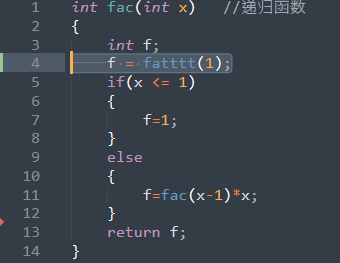 1 int fac(int x) //递归函数
2 {
3 int f;
4 f = fatttt(1);
5 if(x <= 1)
6 {
7 f=1;
8 }
9 else
10 {
11 f=fac(x-1)*x;
12 }
13 return f;
14 }